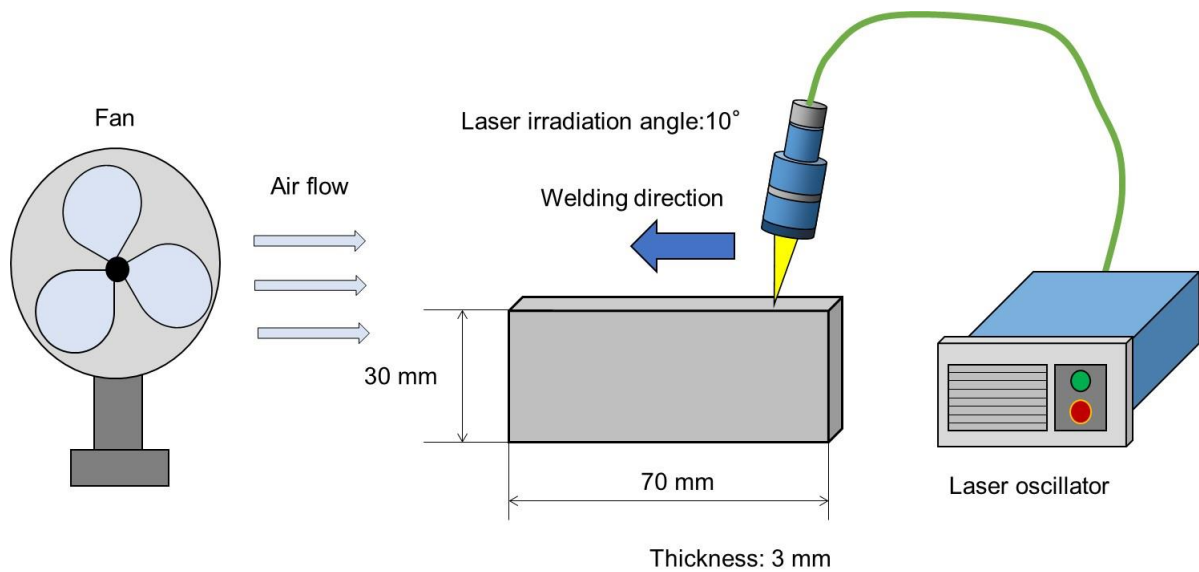 Fan
Air flow
Laser irradiation angle:10°
Welding direction
30 mm
70 mm
Thickness: 3 mm
Laser oscillator